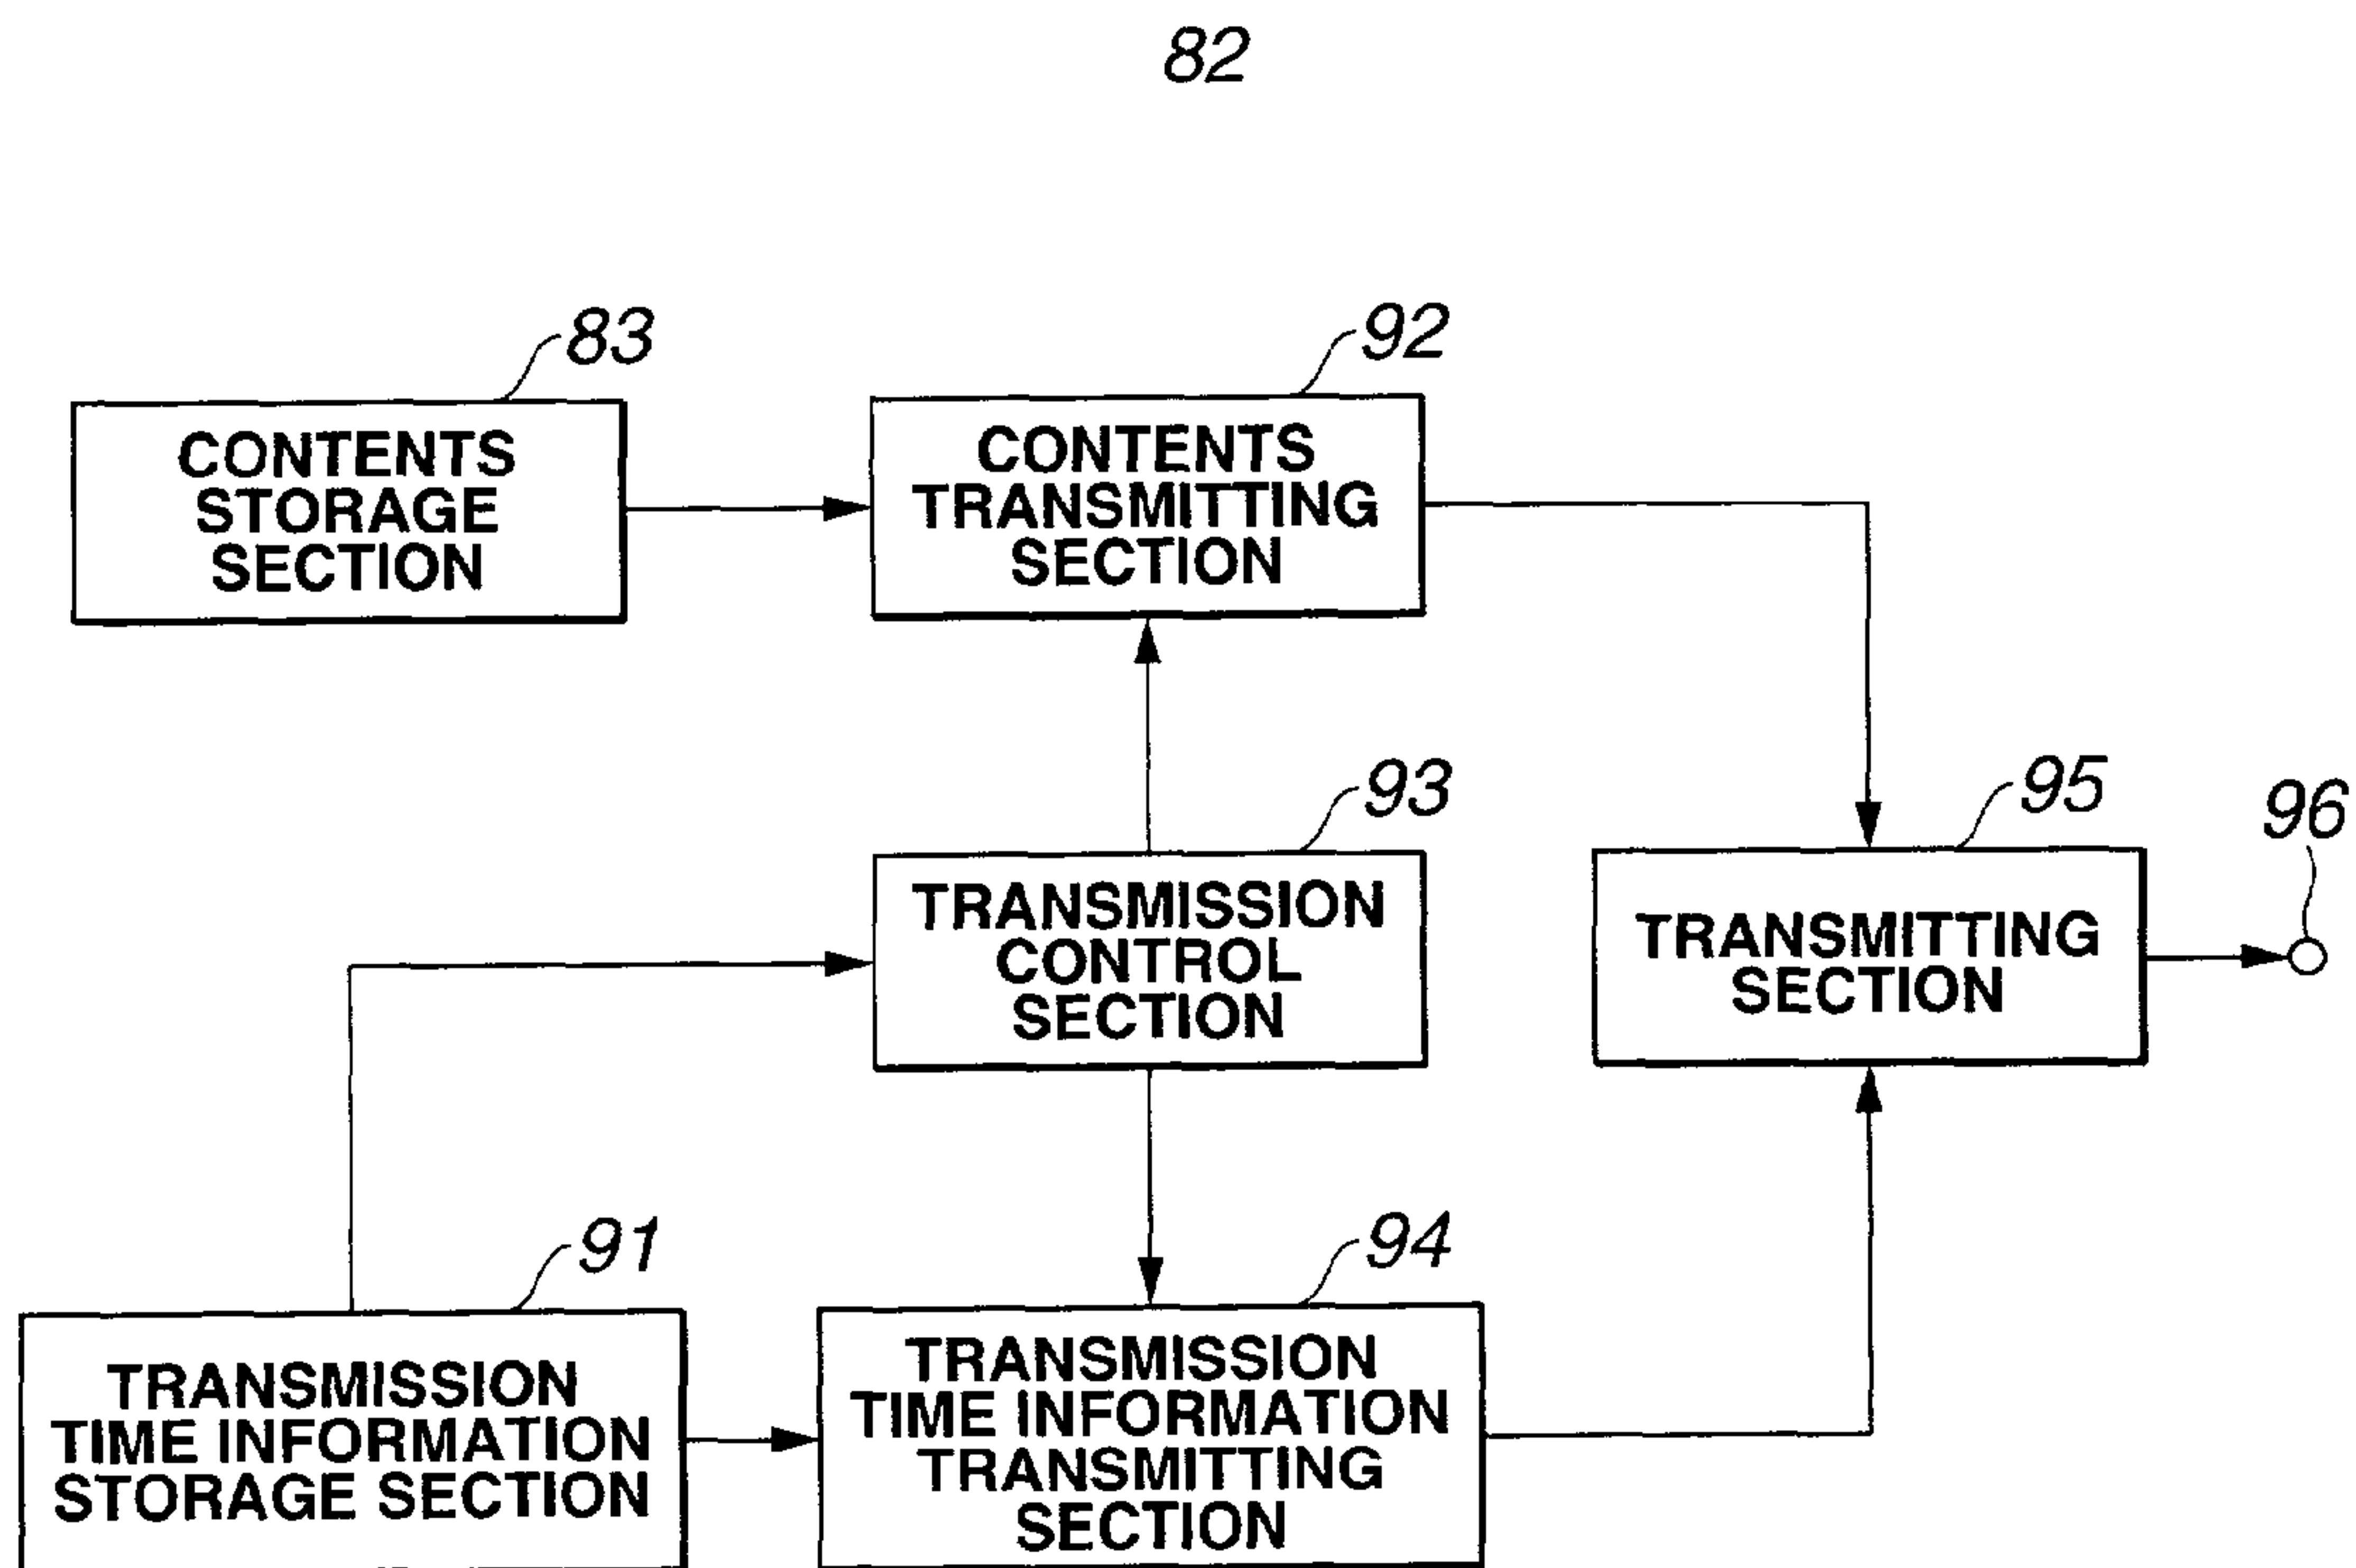 82
83
CONTENTS
STORAGE
SECTION
92
CONTENTS
TRANSMITTING
SECTION
93
TRANSMISSION
CONTROL
SECTION
95
TRANSMITTING
SECTION
96
91
TRANSMISSION
TIME INFORMATION
STORAGE SECTION
94
TRANSMISSION
TIME INFORMATION
TRANSMITTING
SECTION